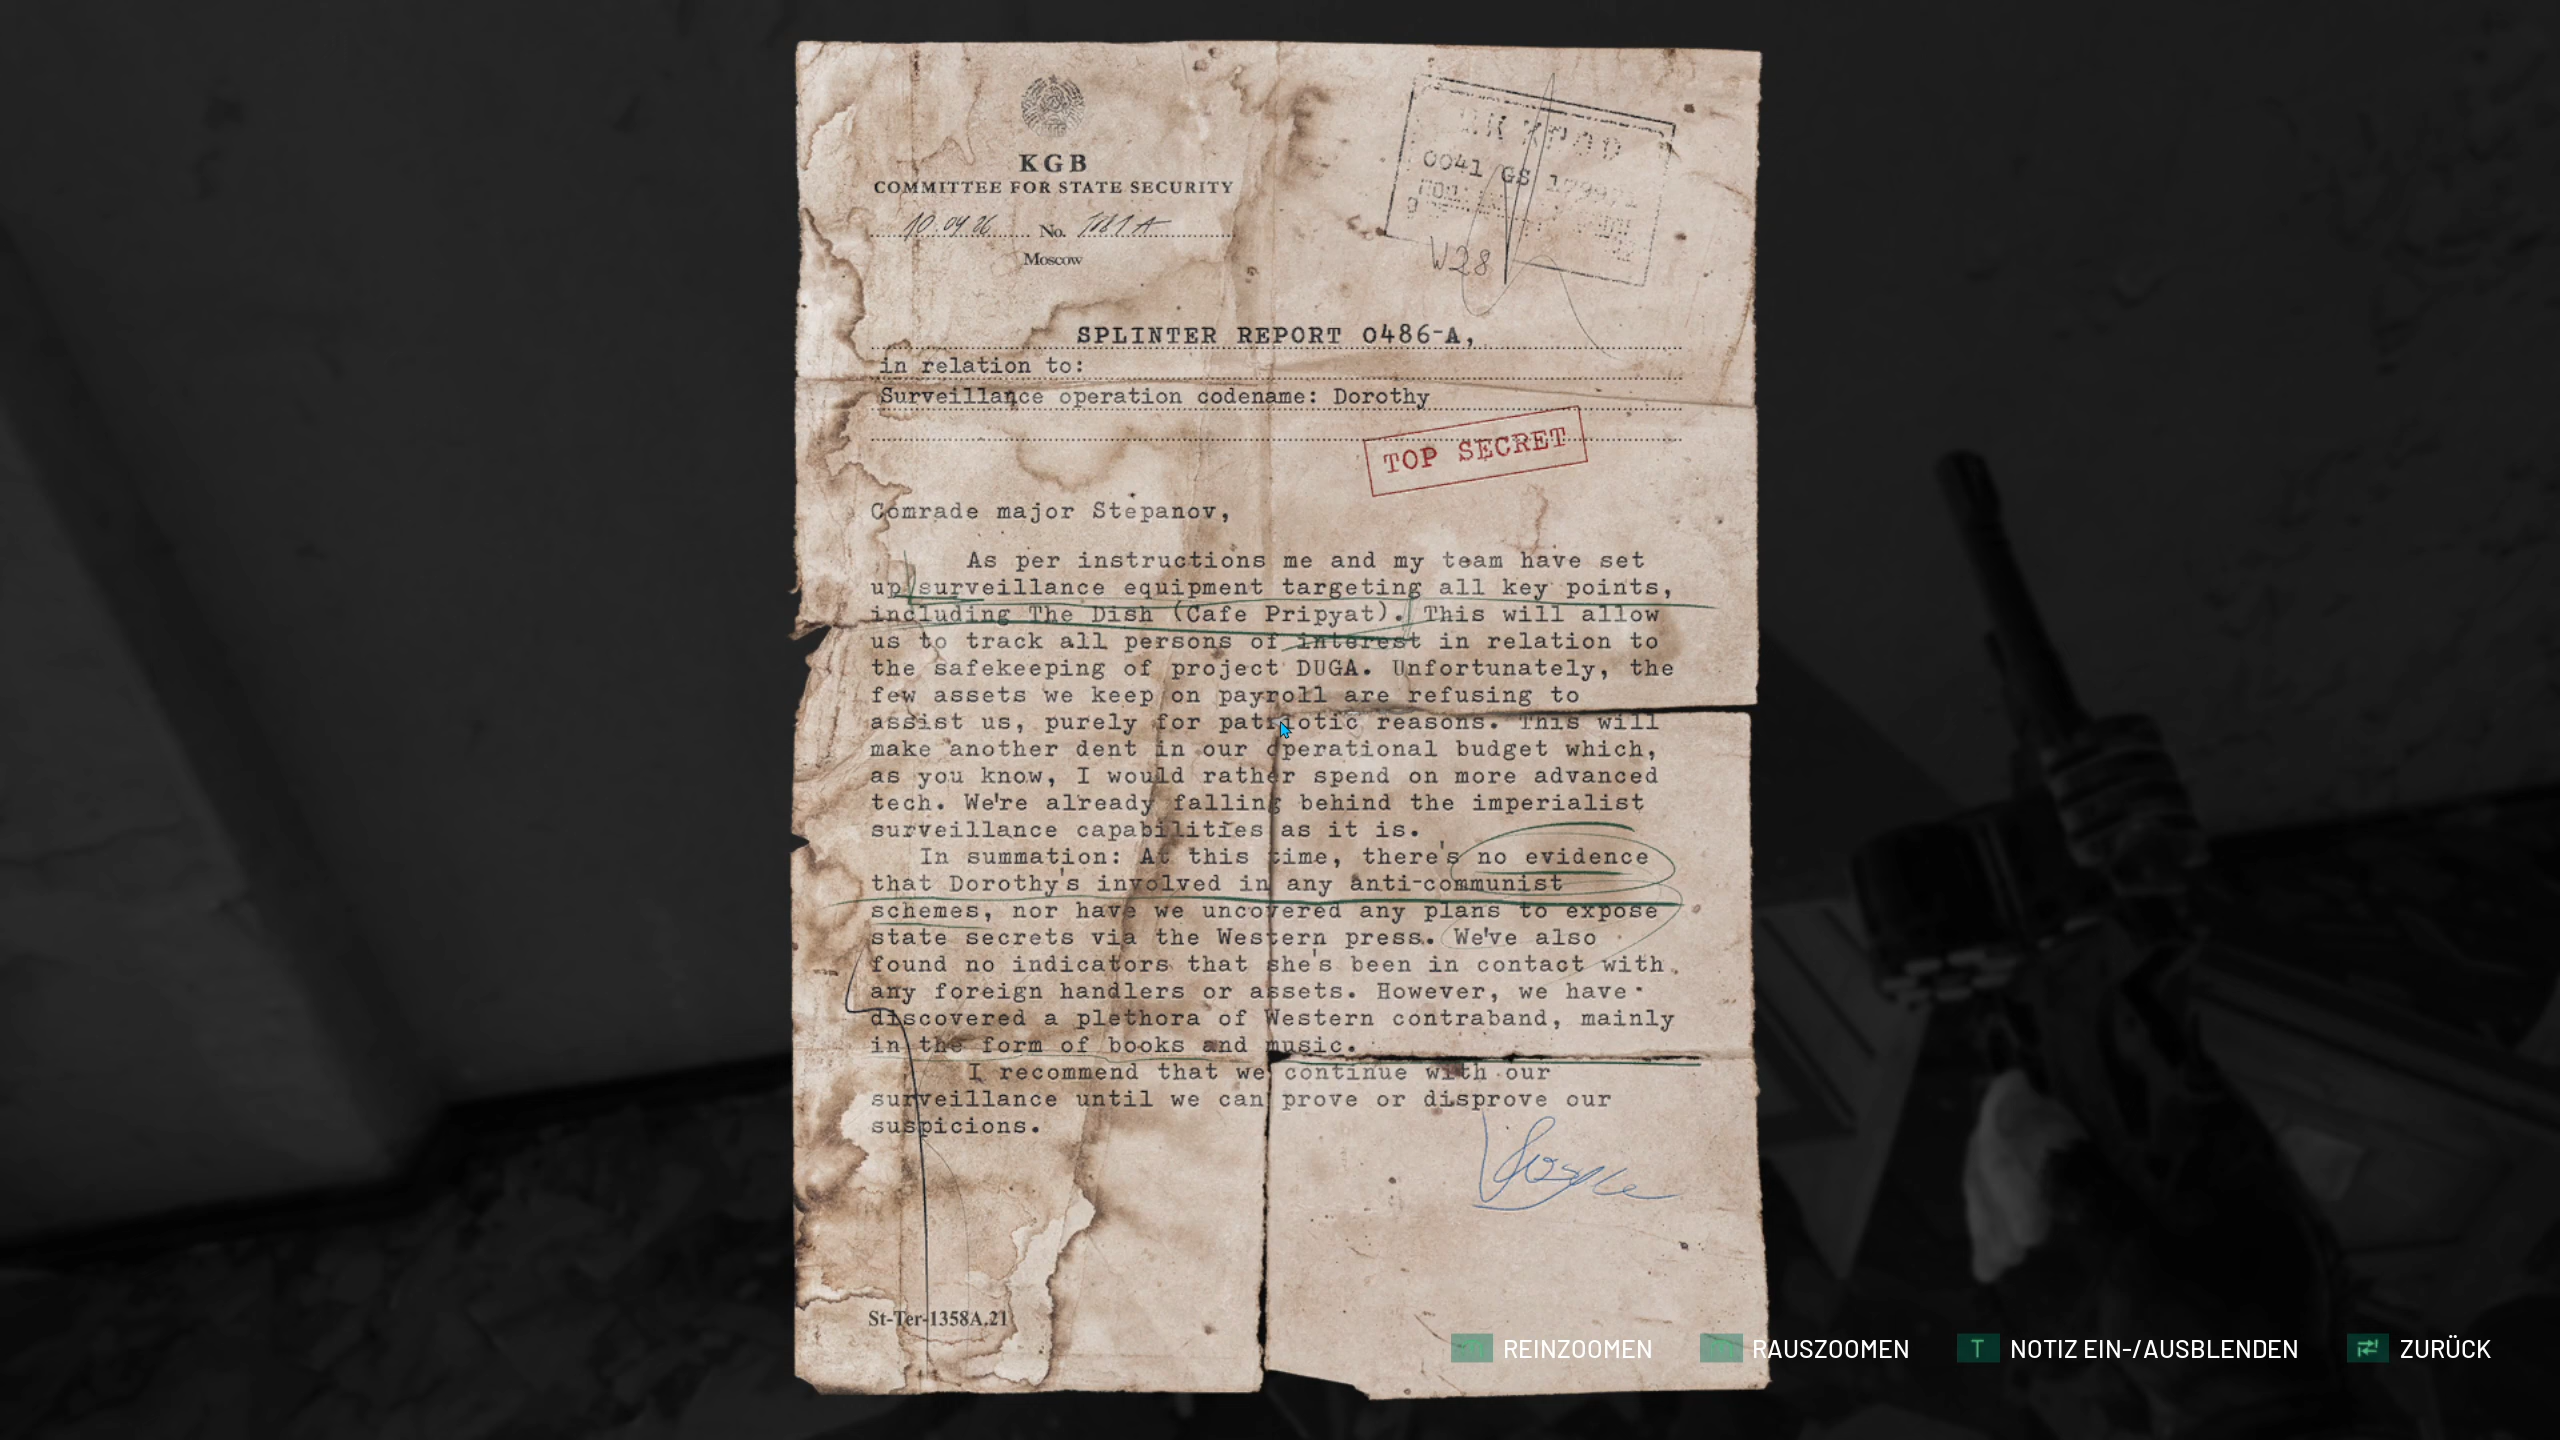 KGB
COMMITTEE FOR STATE SECURITY
No.
Moscow
0041 GS
W28
SPLINTER REPORT 0486-A,
in relation to:
Surveillance operation codename: Dorothy
TOP SECRET
Comrade major Stepanov,
As per instructions me and my team have set
up surveillance equipment targeting all key points,
including The Dish (Cafe Pripyat). This will allow
us to track all persons of interest in relation to
the safekeeping of project DUGA. Unfortunately, the
few assets we keep on payroll are refusing to
assist us, purely for patriotic reasons. This will
make another dent in our operational budget which,
as you know, I would rather spend on more advanced
tech. We're already falling behind the imperialist
surveillance capabilities as it is.
In summation: At this time, there's no evidence
that Dorothy's involved in any anti-communist
schemes, nor have we uncovered any plans to expose
state secrets via the Western press. We've also
found no indicators that she's been in contact with
any foreign handlers or assets. However, we have
discovered a plethora of Western contraband, mainly
in the form of books and music.
I recommend that we continue with our
surveillance until we can prove or disprove our
suspicions.
St-Ter-1358A.21
REINZOOMEN
RAUSZOOMEN
T NOTIZ EIN-/AUSBLENDEN
ZURÜCK